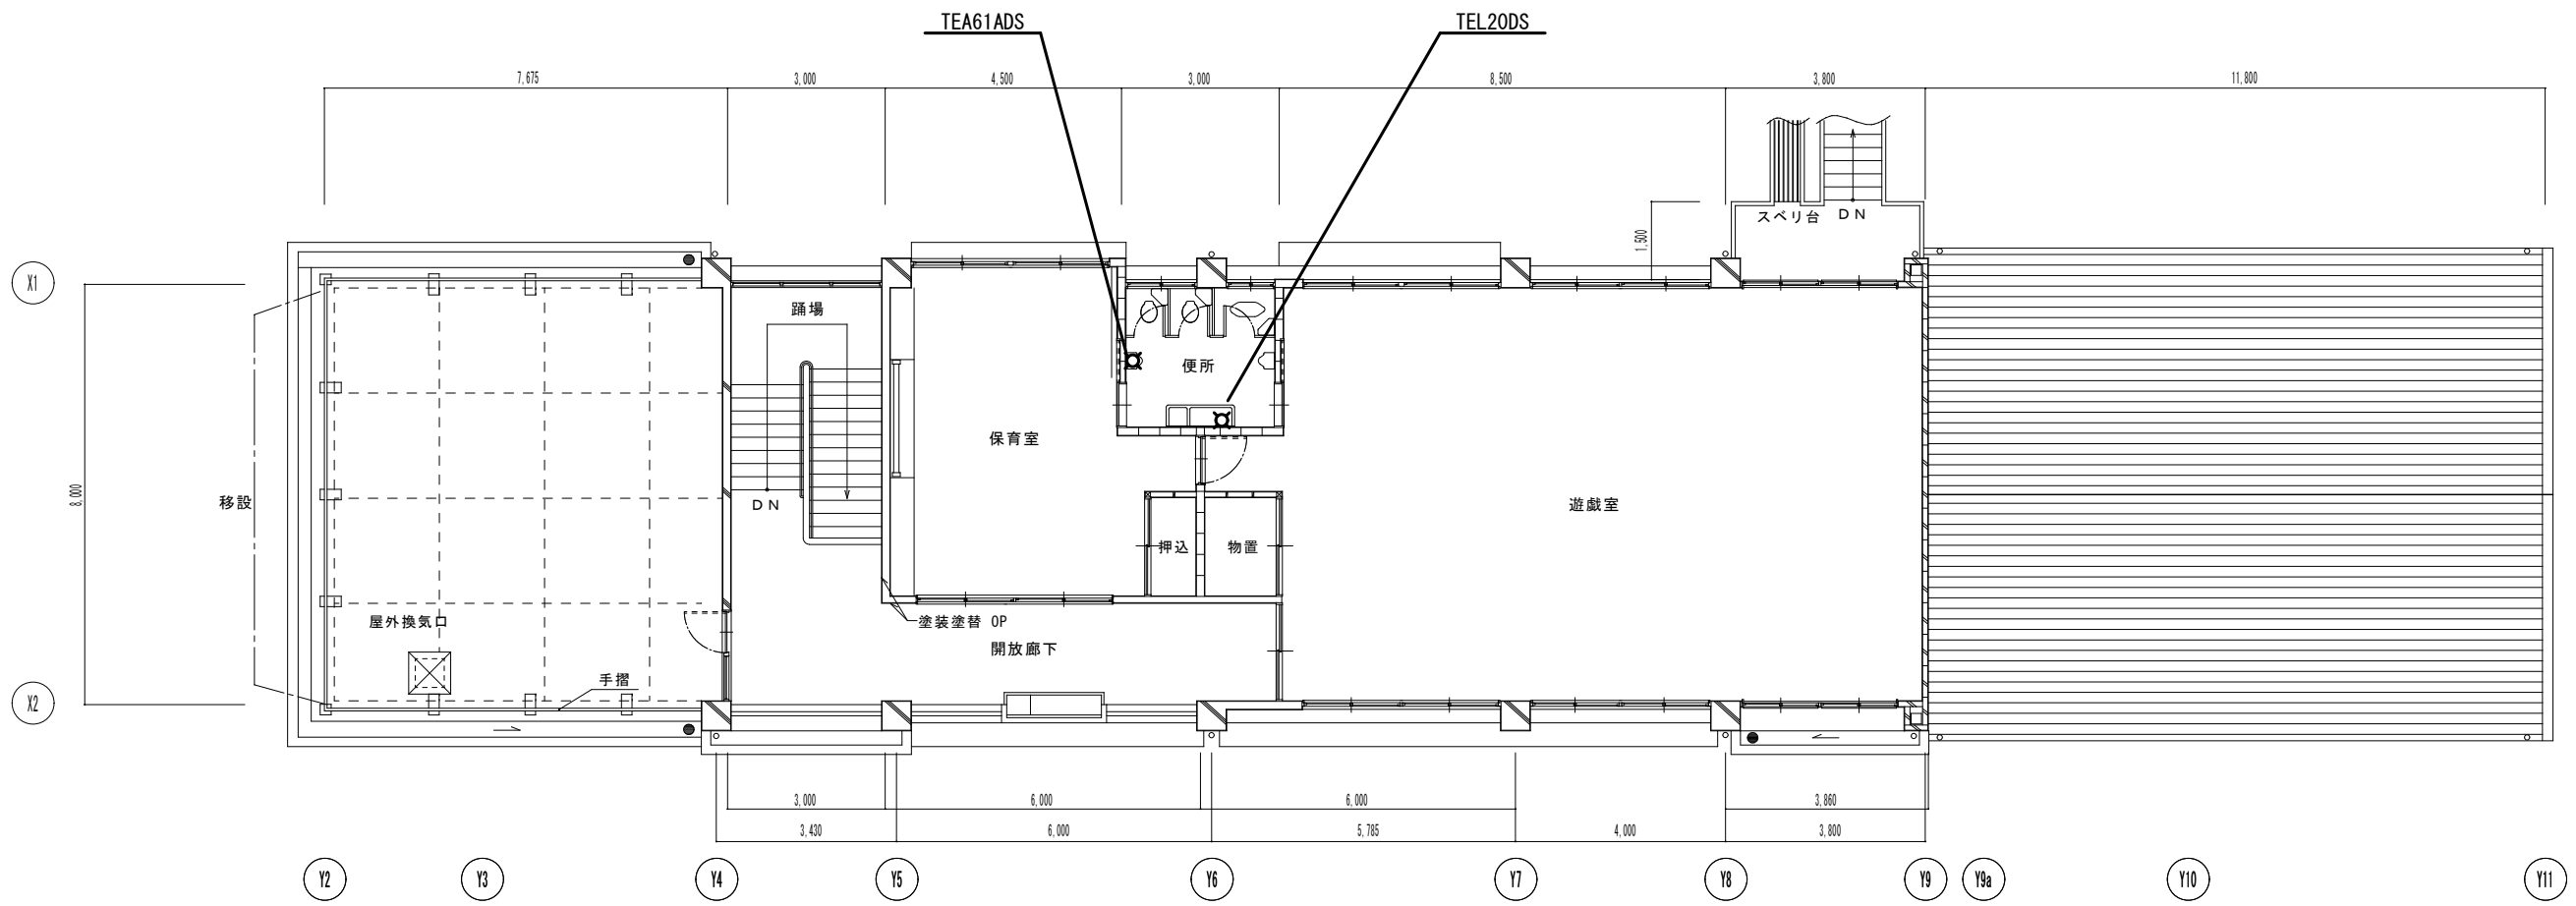 TEA61ADS
TEL20DS
7,675
3,000
4,500
3,000
8,500
3,800
11,800
スベリ台
DN
1,500
X1
踊場
便所
保育室
8,000
移設
DN
遊戯室
押込
物置
屋外換気口
塗装塗替 OP
開放廊下
手摺
X2
3,000
6,000
6,000
3,860
3,430
6,000
5,785
4,000
3,800
Y2
Y3
Y4
Y5
Y6
Y7
Y8
Y9
Y9a
Y10
Y11